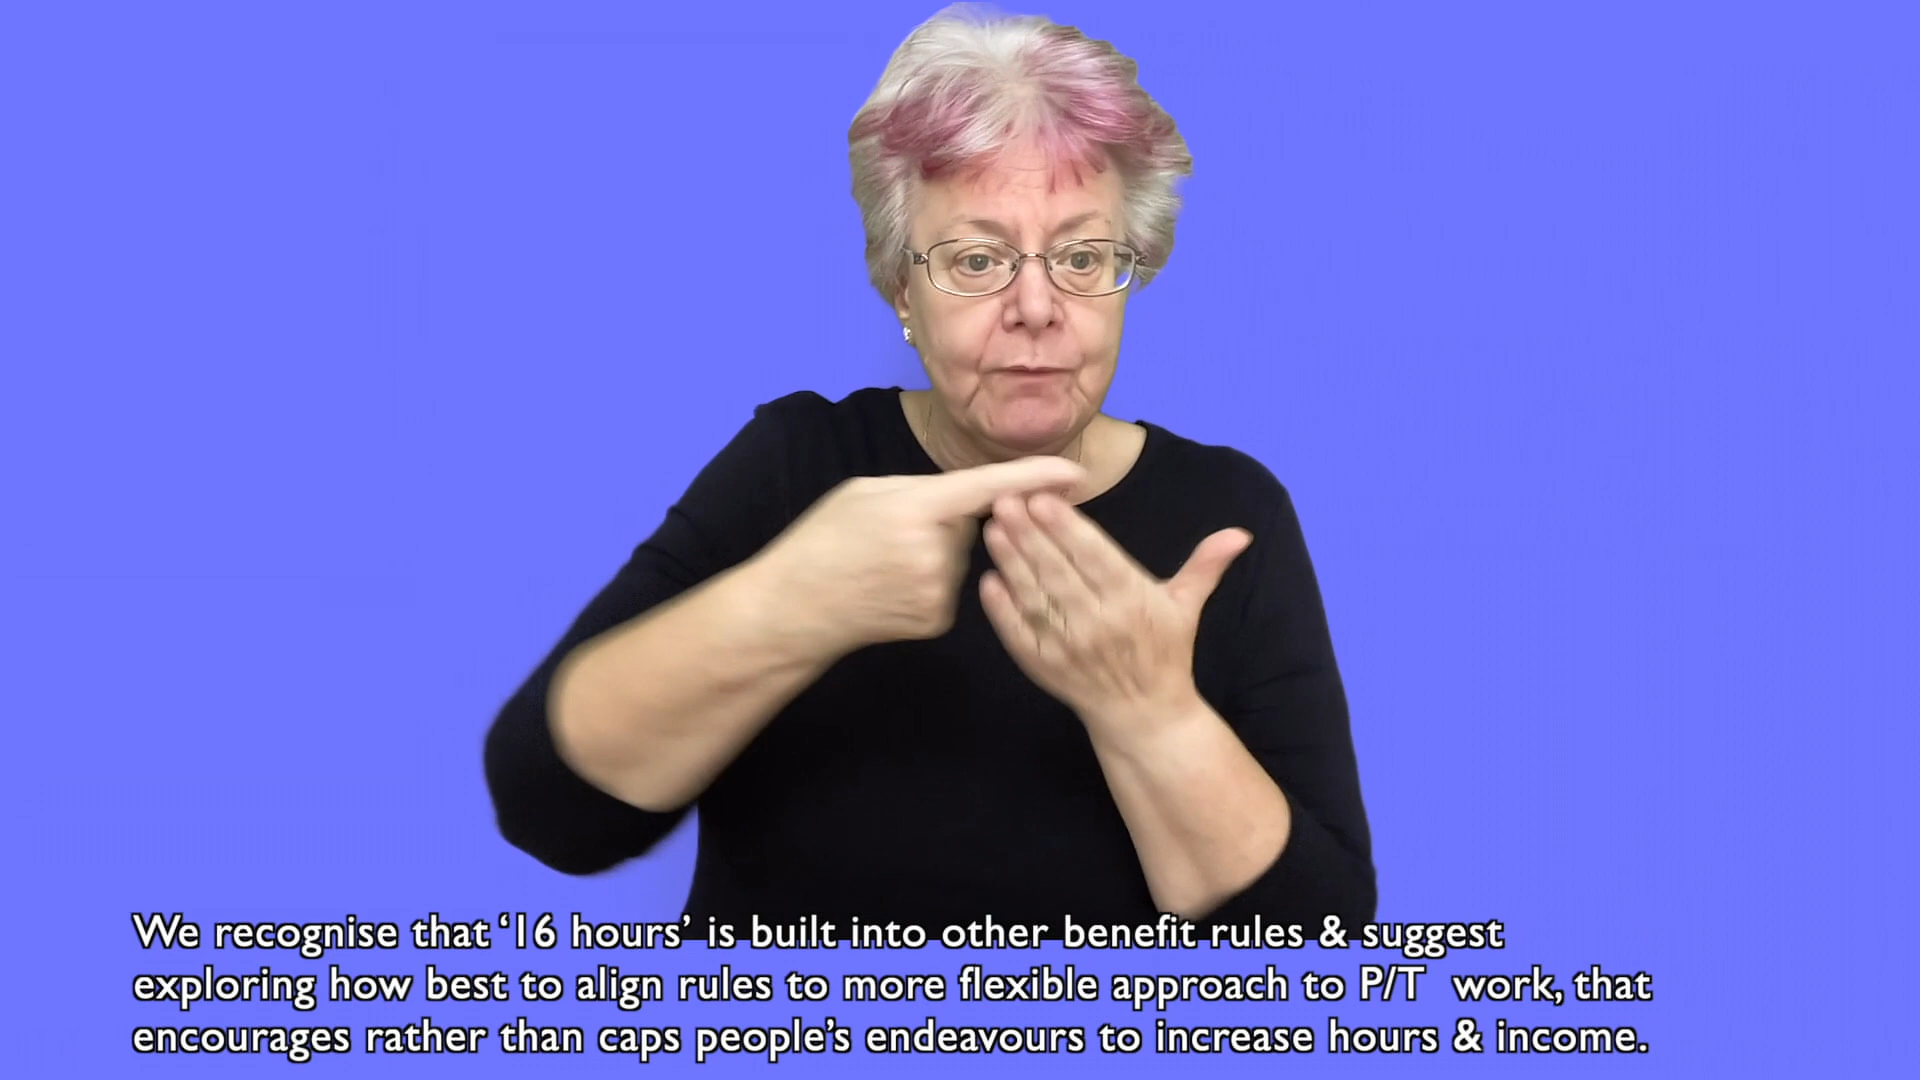 We recognise that ‘16 hours’ is built into other benefit rules & suggest
exploring how best to align rules to more flexible approach to P/T  work, that
encourages rather than caps people’s endeavours to increase hours & income.